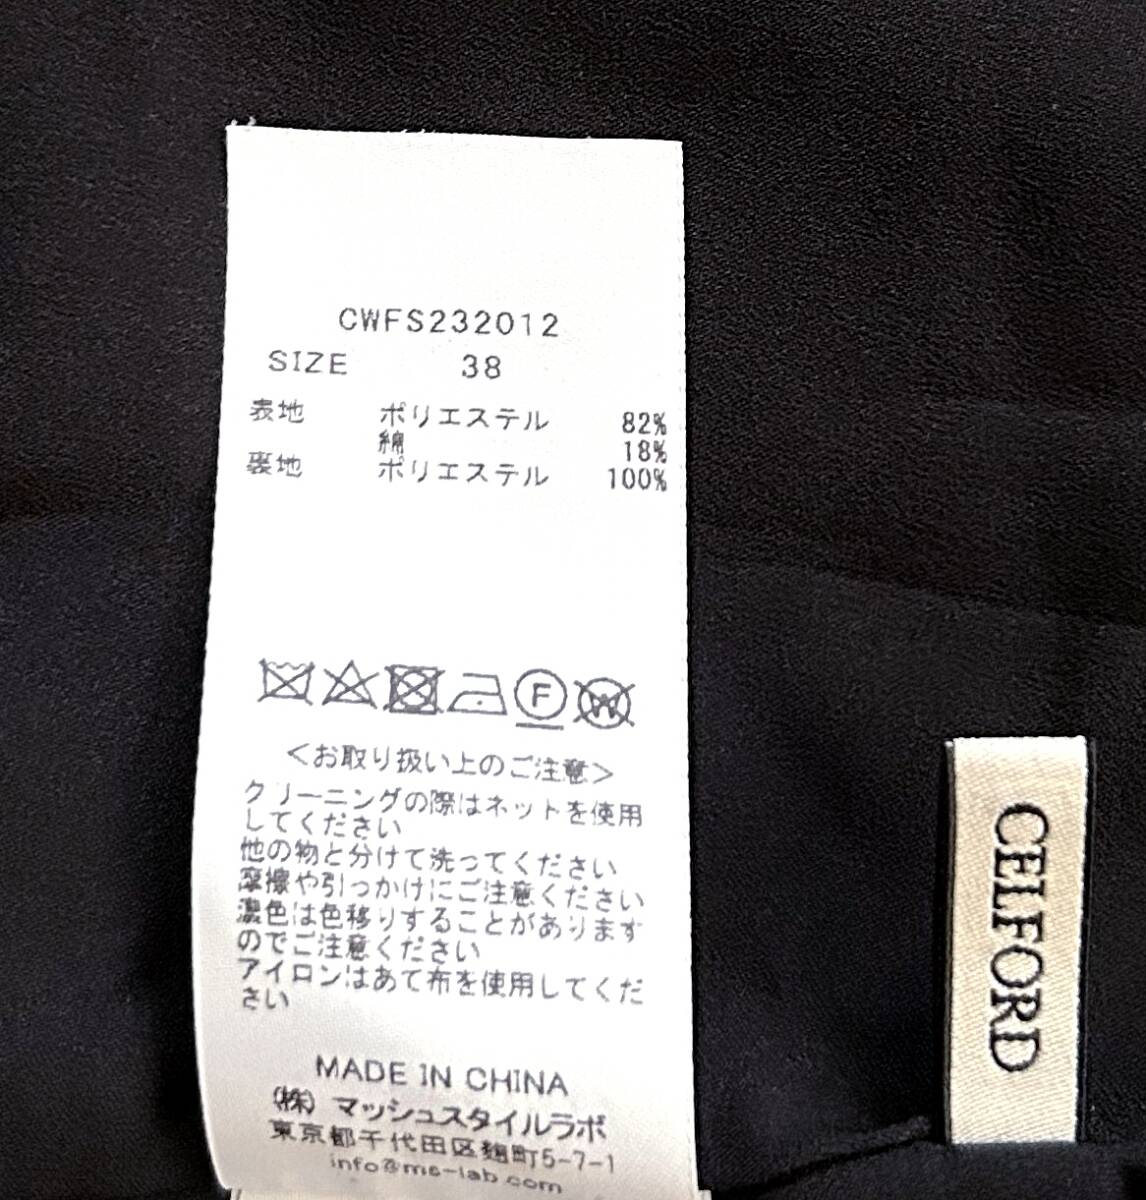 CWFS232012
SIZE 38
表地 ポリエステル 82%
綿 18%
裏地 ポリエステル 100%
F
W
<お取り扱い上のご注意>
クリーニングの際はネットを使用
してください
他の物と分けて洗ってください
摩擦や引っかけにご注意ください
濃色は色移りすることがあります
のでご注意ください
アイロンはあて布を使用してくだ
さい
MADE IN CHINA
(株) マッシュスタイルラボ
東京都千代田区麹町5-7-1
info@ms-lab.com
CELFORD